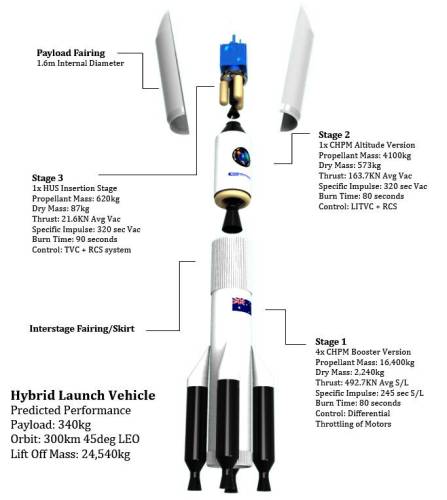 Payload Fairing
1.6m Internal Diameter
Stage 2
1x CHPM Altitude Version
Propellant Mass: 4100kg
Dry Mass: 573kg
Thrust: 163.7KN Avg Vac
Specific Impulse: 320 sec Vac
Burn Time: 80 seconds
Control: LITVC + RCS
Stage 3
1x HUS Insertion Stage
Propellant Mass: 620kg
Dry Mass: 87kg
Thrust: 21.6KN Avg Vac
Specific Impulse: 320 sec Vac
Burn Time: 90 seconds
Control: TVC + RCS system
Interstage Fairing/Skirt
Stage 1
4x CHPM Booster Version
Propellant Mass: 16,400kg
Dry Mass: 2,240kg
Thrust: 492.7KN Avg S/L
Specific Impulse: 245 sec S/L
Burn Time: 80 seconds
Control: Differential
Throttling of Motors
Hybrid Launch Vehicle
Predicted Performance
Payload: 340kg
Orbit: 300km 45deg LEO
Lift Off Mass: 24,540kg